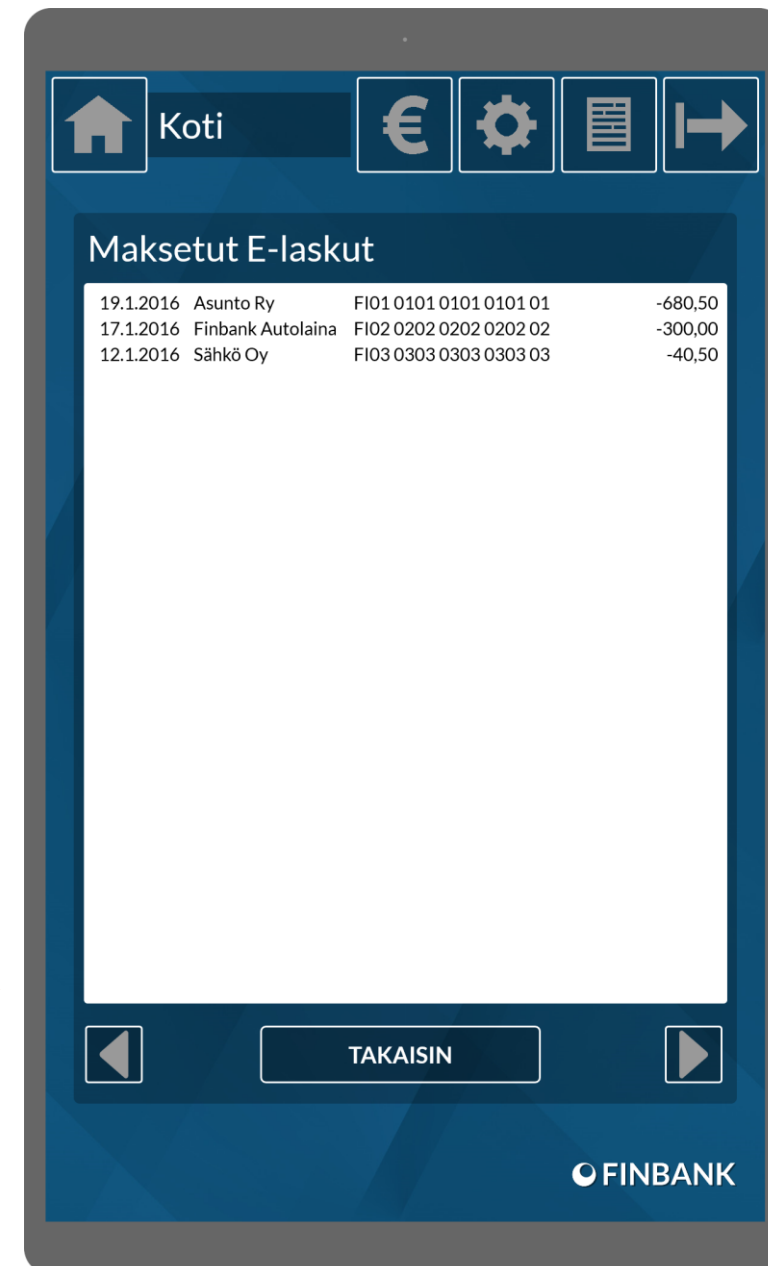 Koti
Maksetut E-laskut
19.1.2016 Asunto Ry FI01 0101 0101 0101 01 -680,50
17.1.2016 Finbank Autolaina FI02 0202 0202 0202 02 -300,00
12.1.2016 Sähkö Oy FI03 0303 0303 0303 03 -40,50
TAKAISIN
FINBANK